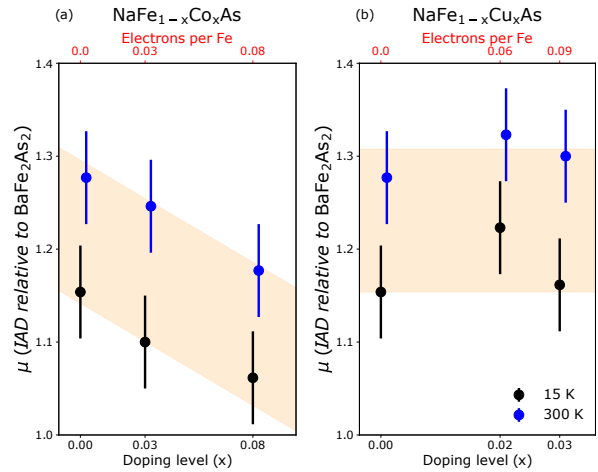 (a) NaFe₁₋ₓCoₓAs
Electrons per Fe
0.0 0.03 0.08
1.4
1.3
1.2
1.1
1.0
μ (IAD relative to BaFe₂As₂)
0.00 0.03 0.08
Doping level (x)
(b) NaFe₁₋ₓCuₓAs
Electrons per Fe
0.0 0.06 0.09
1.4
1.3
1.2
1.1
1.0
μ (IAD relative to BaFe₂As₂)
15 K
300 K
0.00 0.02 0.03
Doping level (x)